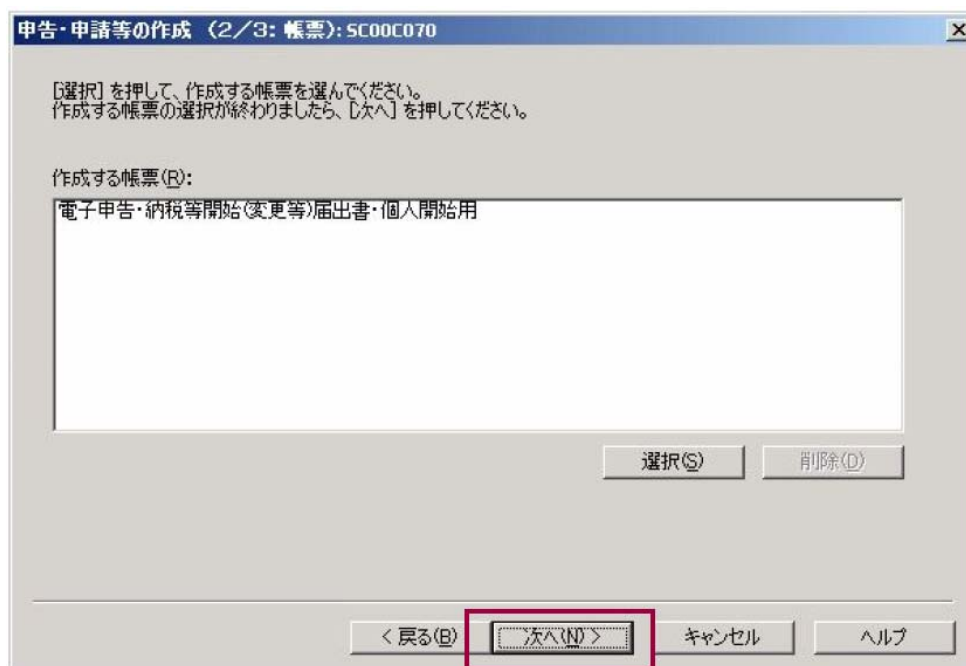 申告・申請等の作成 (2/3: 帳票): SC00C070
[選択] を押して、作成する帳票を選んでください。
作成する帳票の選択が終わりましたら、[次へ] を押してください。
作成する帳票(R):
電子申告・納税等開始(変更等)届出書・個人開始用
選択(S) 削除(D)
< 戻る(B) 次へ(N) > キャンセル ヘルプ